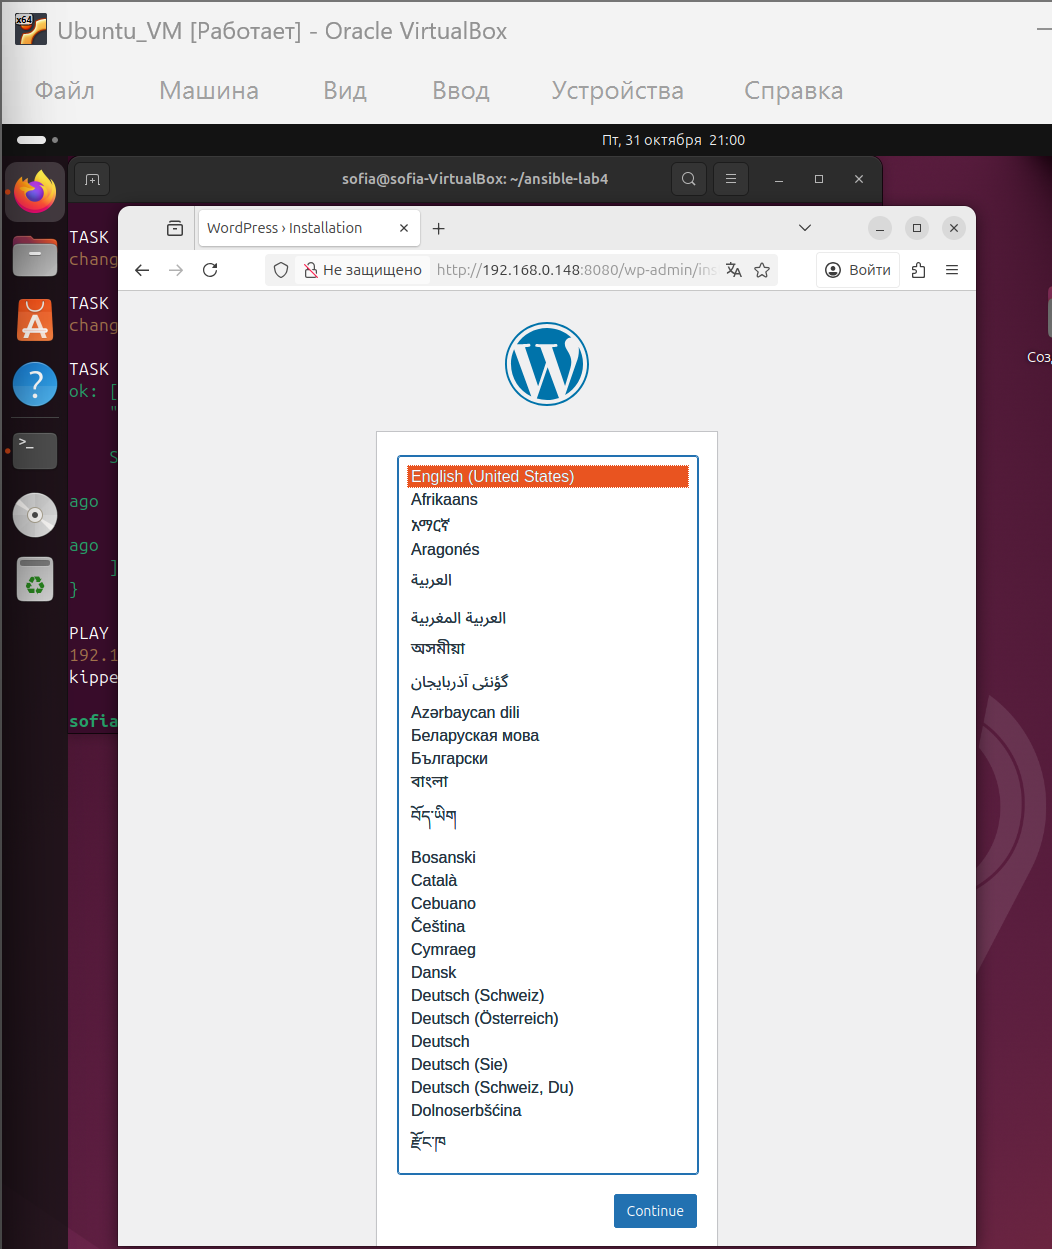 Ubuntu_VM [Работает] - Oracle VirtualBox
Файл Машина Вид Ввод Устройства Справка
Пт, 31 октября 21:00
sofia@sofia-VirtualBox: ~/ansible-lab4
TASK
chang
TASK
chang
TASK
ok: [
"
S
ago
ago
]
}
PLAY
192.1
kippe
sofia
WordPress › Installation
Не защищено http://192.168.0.148:8080/wp-admin/ins Войти
Соз
English (United States)
Afrikaans
አማርኛ
Aragonés
العربية
العربية المغربية
অসমীয়া
گؤنئی آذربایجان
Azərbaycan dili
Беларуская мова
Български
বাংলা
བོད་ཡིག
Bosanski
Català
Cebuano
Čeština
Cymraeg
Dansk
Deutsch (Schweiz)
Deutsch (Österreich)
Deutsch
Deutsch (Sie)
Deutsch (Schweiz, Du)
Dolnoserbšćina
རྫོང་ཁ
Continue